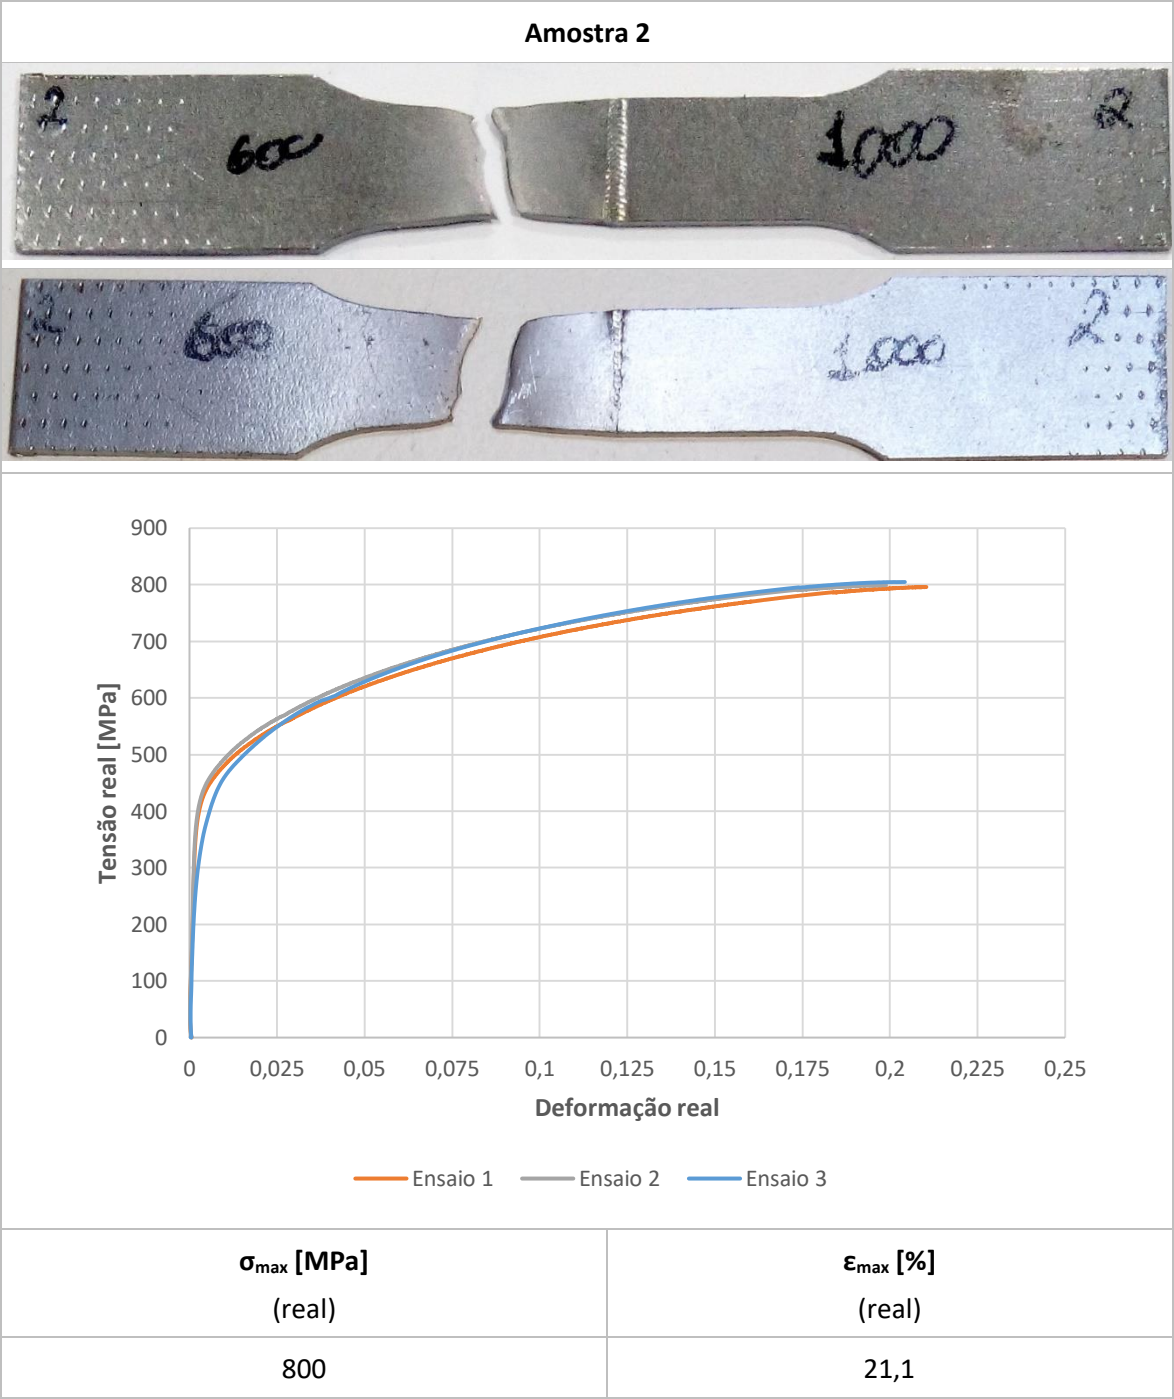 Amostra 2
2 600 1000 2
2 600 1000 2
900
800
700
600
500
400
300
200
100
0
Tensão real [MPa]
0 0,025 0,05 0,075 0,1 0,125 0,15 0,175 0,2 0,225 0,25
Deformação real
Ensaio 1 Ensaio 2 Ensaio 3
σmax [MPa] εmax [%]
(real) (real)
800 21,1